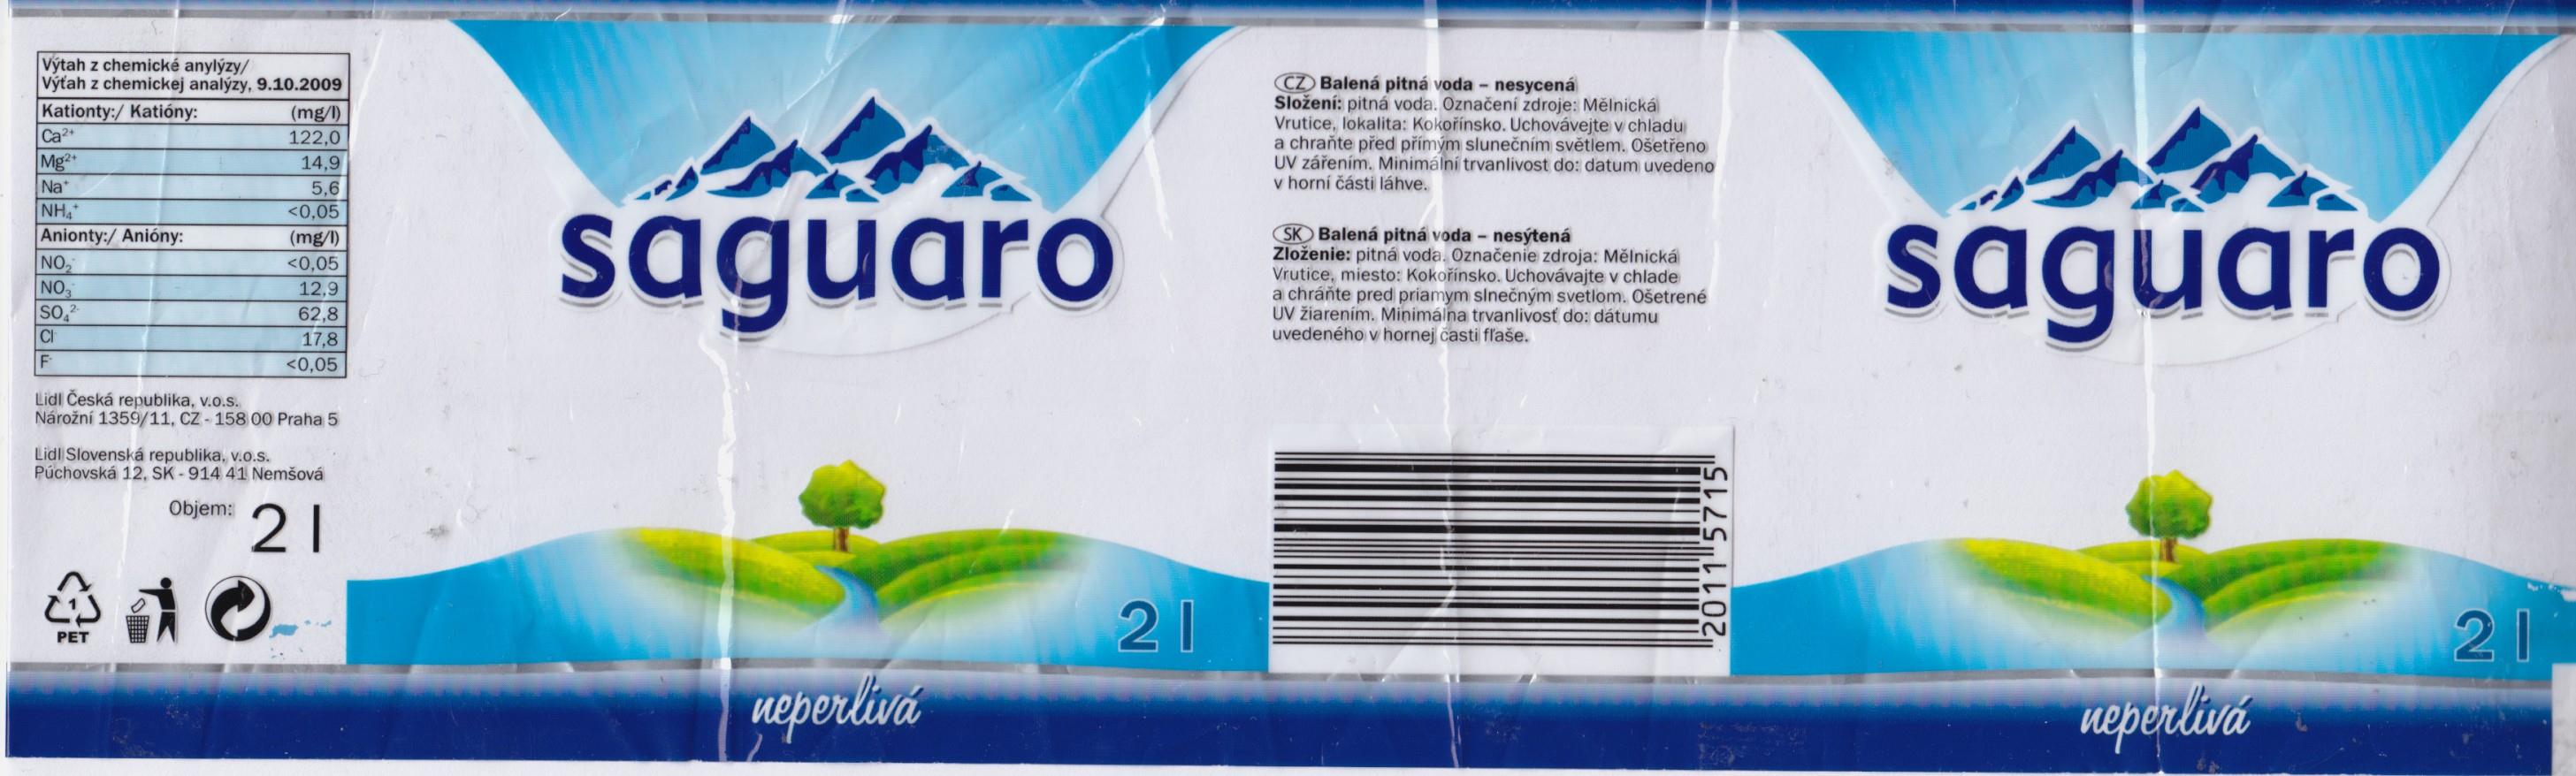 Výtah z chemické anylýzy/
Výťah z chemickej analýzy, 9.10.2009
Kationty:/ Katióny: (mg/l)
Ca²⁺ 122,0
Mg²⁺ 14,9
Na⁺ 5,6
NH₄⁺ <0,05
Anionty:/ Anióny: (mg/l)
NO₂⁻ <0,05
NO₃⁻ 12,9
SO₄²⁻ 62,8
Cl⁻ 17,8
F⁻ <0,05
Lidl Česká republika, v.o.s.
Nárožní 1359/11, CZ - 158 00 Praha 5
Lidl Slovenská republika, v.o.s.
Púchovská 12, SK - 914 41 Nemšová
Objem: 2 l
1
PET
saguaro
2 l
neperlivá
CZ Balená pitná voda – nesycená
Složení: pitná voda. Označení zdroje: Mělnická
Vrutice, lokalita: Kokořínsko. Uchovávejte v chladu
a chraňte před přímým slunečním světlem. Ošetřeno
UV zářením. Minimální trvanlivost do: datum uvedeno
v horní části láhve.
SK Balená pitná voda – nesýtená
Zloženie: pitná voda. Označenie zdroja: Mělnická
Vrutice, miesto: Kokořínsko. Uchovávajte v chlade
a chráňte pred priamym slnečným svetlom. Ošetrené
UV žiarením. Minimálna trvanlivosť do: dátumu
uvedeného v hornej časti fľaše.
20115715
saguaro
2 l
neperlivá